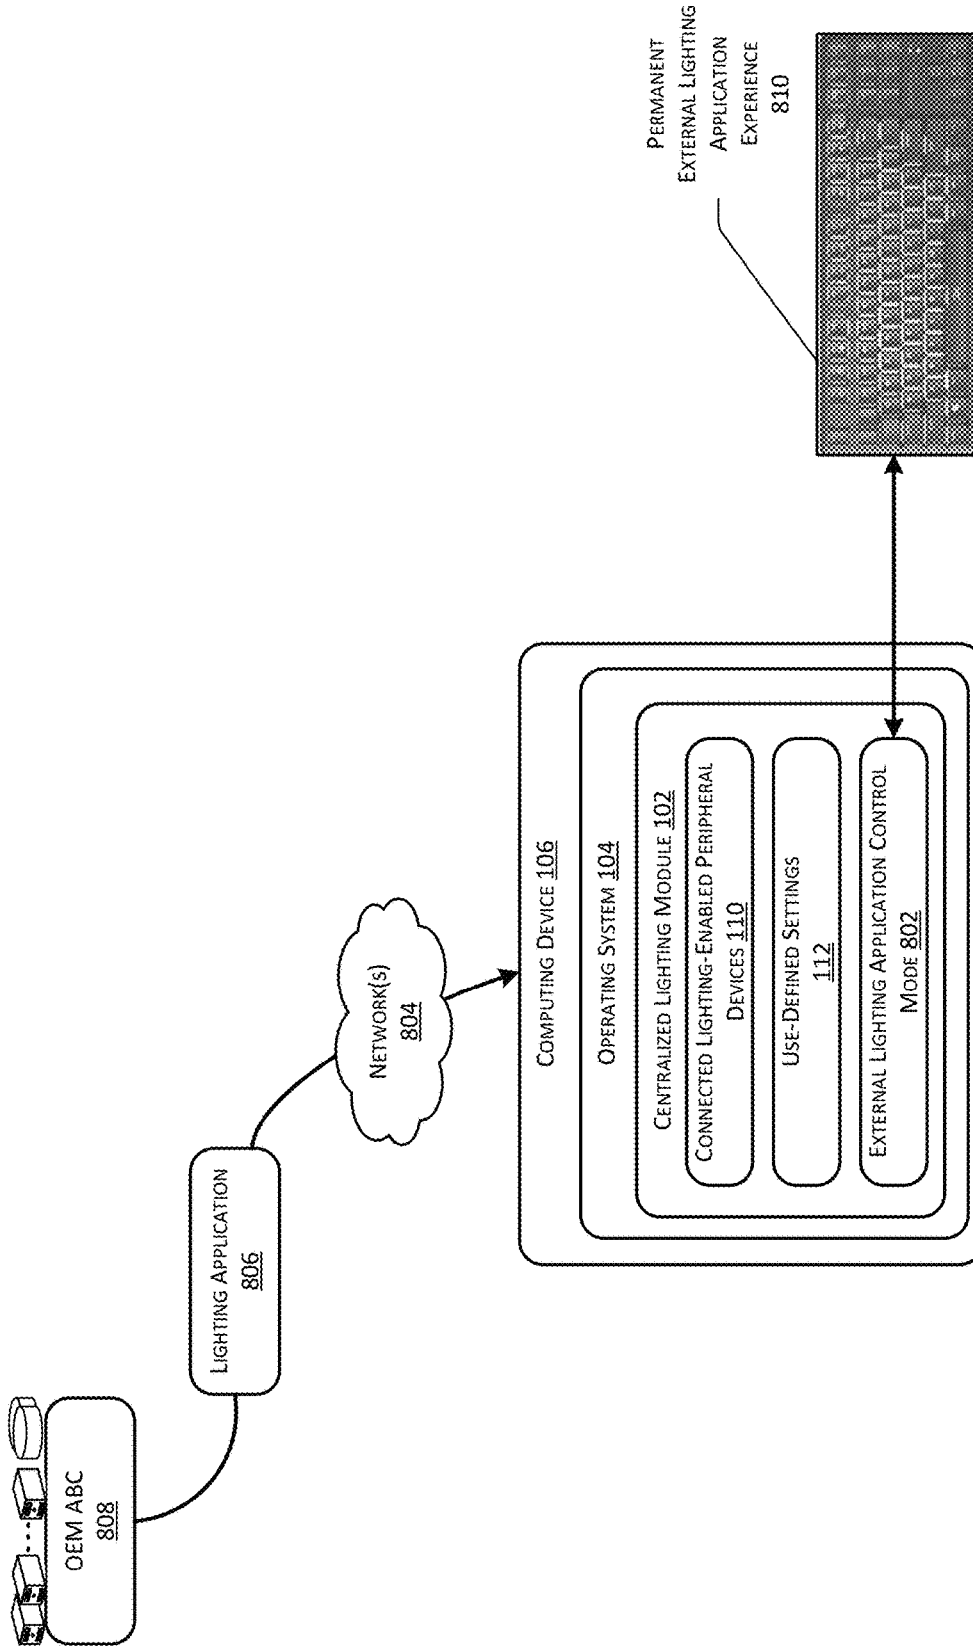 OEM ABC
808
LIGHTING APPLICATION
806
NETWORK(S)
804
COMPUTING DEVICE 106
OPERATING SYSTEM 104
CENTRALIZED LIGHTING MODULE 102
CONNECTED LIGHTING-ENABLED PERIPHERAL
DEVICES 110
USE-DEFINED SETTINGS
112
EXTERNAL LIGHTING APPLICATION CONTROL
MODE 802
PERMANENT
EXTERNAL LIGHTING
APPLICATION
EXPERIENCE
810